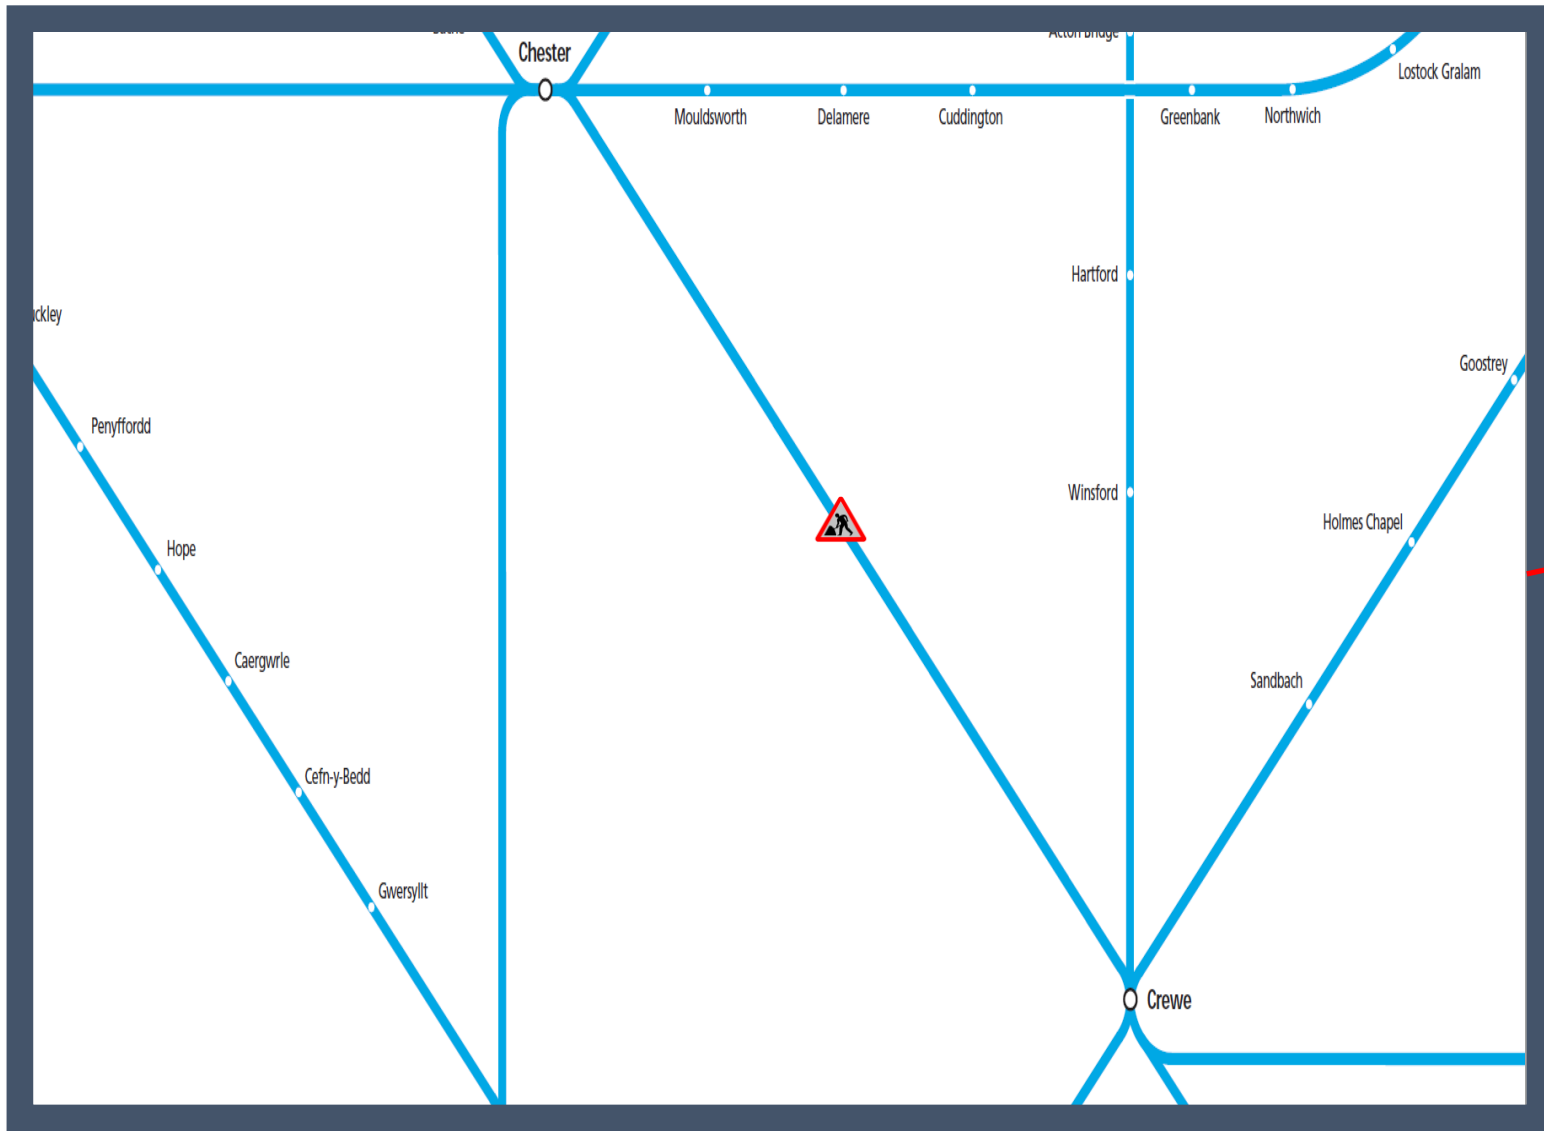 Chester
Lostock Gralam
Mouldsworth
Delamere
Cuddington
Greenbank
Northwich
Hartford
ckley
Goostrey
Penyffordd
Winsford
Holmes Chapel
Hope
Caergwrle
Sandbach
Cefn-y-Bedd
Gwersyllt
Crewe